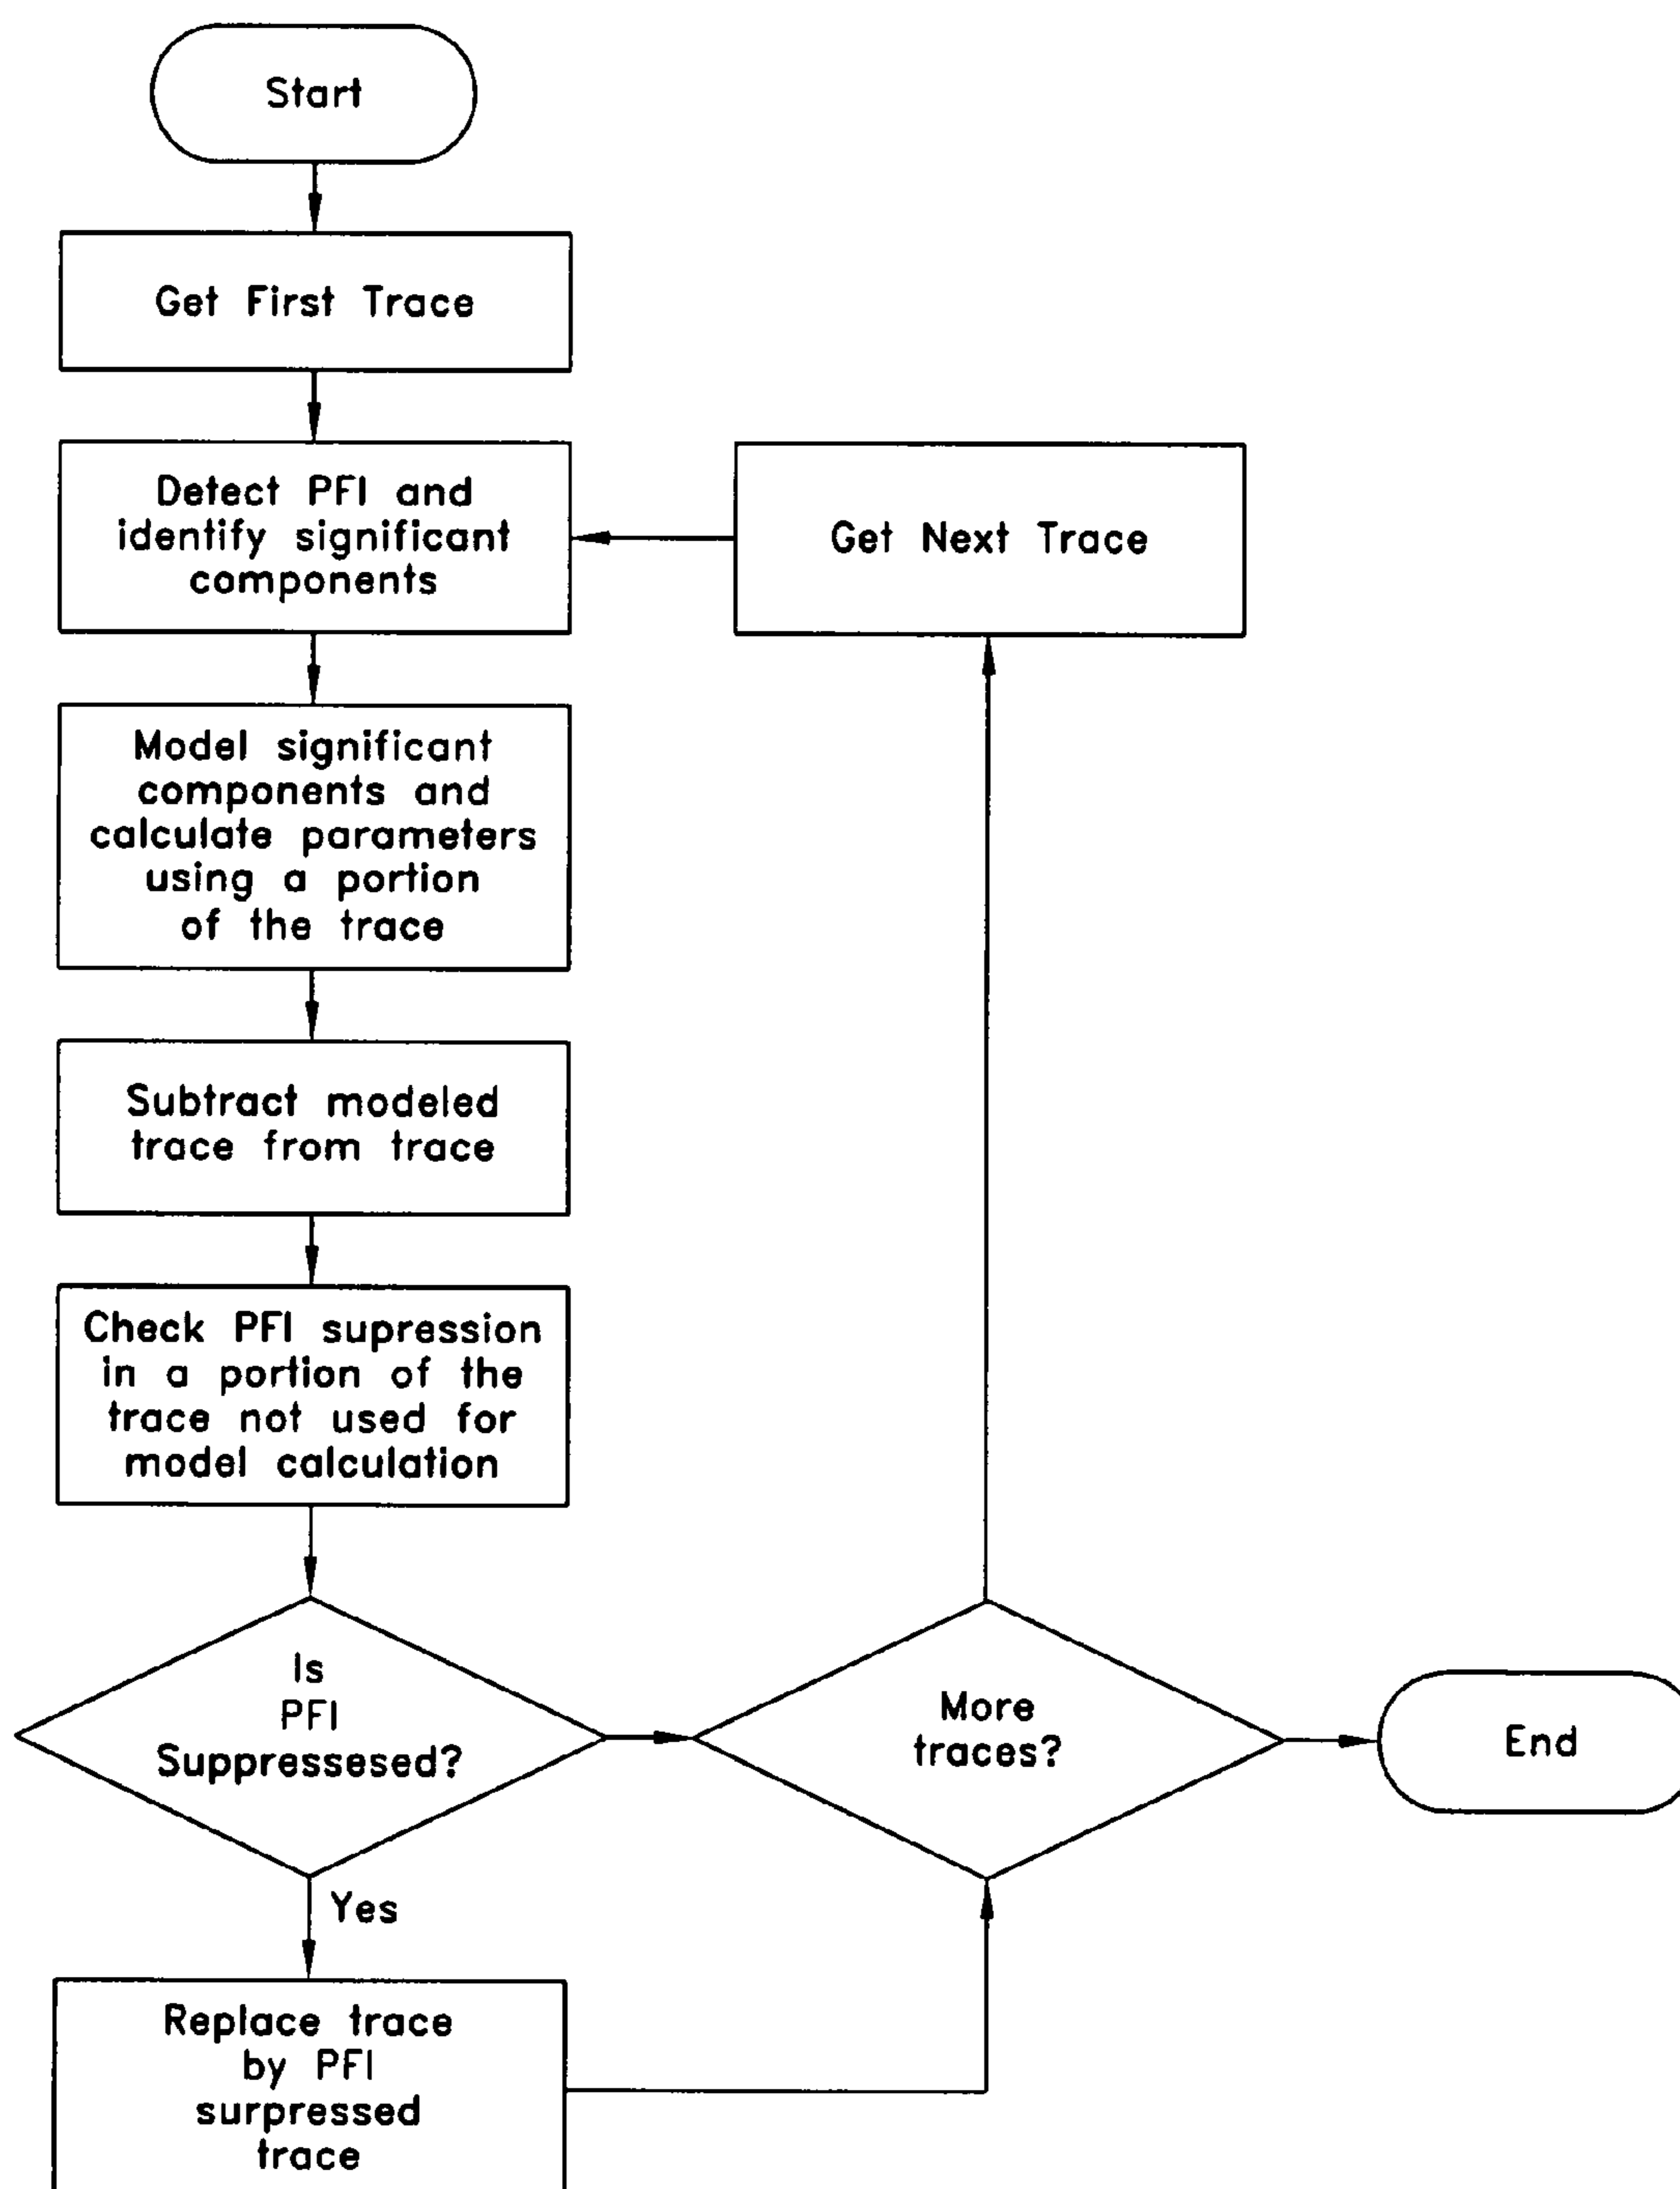 Start
Get First Trace
Detect PFI and
identify significant
components
Get Next Trace
Model significant
components and
calculate parameters
using a portion
of the trace
Subtract modeled
trace from trace
Check PFI supression
in a portion of the
trace not used for
model calculation
Is
PFI
Suppressesed?
More
traces?
End
Yes
Replace trace
by PFI
surpressed
trace